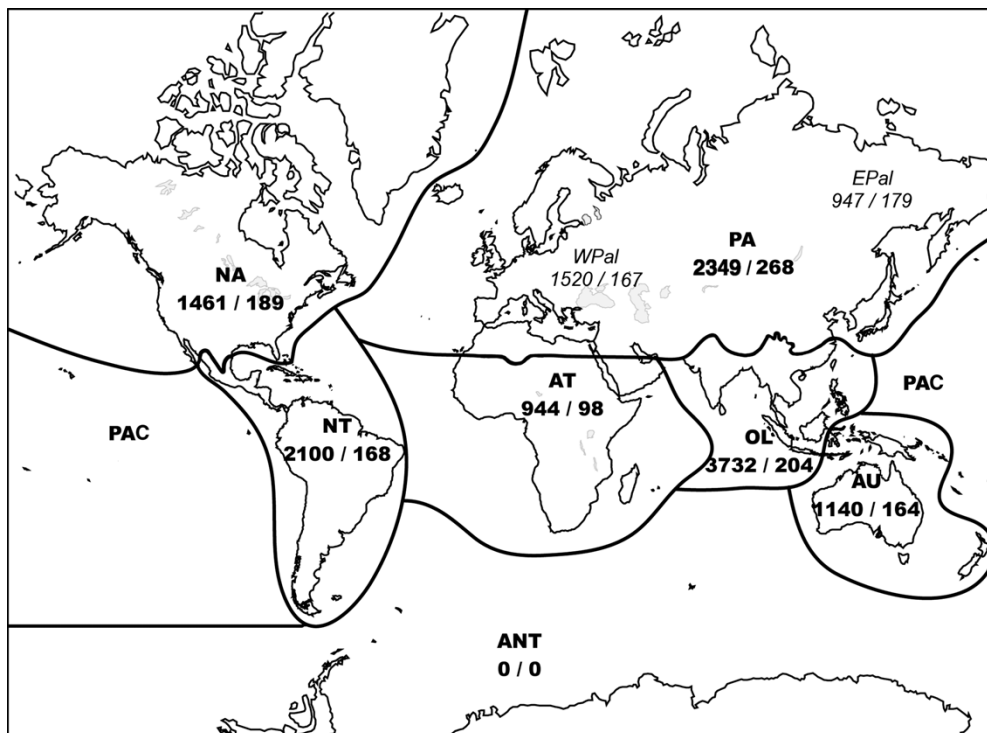 EPal
947 / 179
PA
2349 / 268
WPal
1520 / 167
NA
1461 / 189
AT
944 / 98
PAC
PAC
NT
2100 / 168
OL
3732 / 204
AU
1140 / 164
ANT
0 / 0